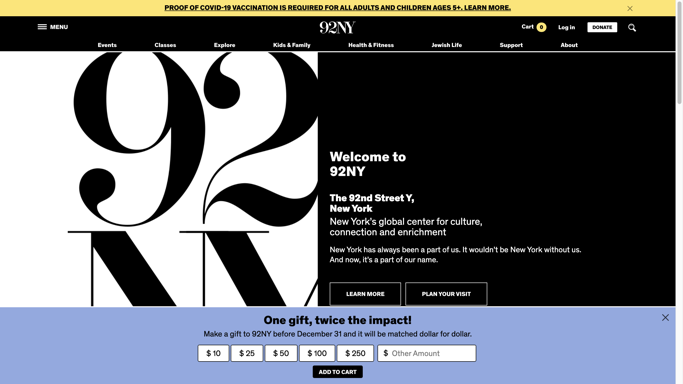 PROOF OF COVID-19 VACCINATION IS REQUIRED FOR ALL ADULTS AND CHILDREN AGES 5+. LEARN MORE.
MENU
92NY
Cart 0
Log in
DONATE
Events
Classes
Explore
Kids & Family
Health & Fitness
Jewish Life
Support
About
92
NY
Welcome to
92NY
The 92nd Street Y,
New York
New York's global center for culture,
connection and enrichment
New York has always been a part of us. It wouldn't be New York without us.
And now, it's a part of our name.
LEARN MORE
PLAN YOUR VISIT
One gift, twice the impact!
Make a gift to 92NY before December 31 and it will be matched dollar for dollar.
$ 10
$ 25
$ 50
$ 100
$ 250
$ Other Amount
ADD TO CART